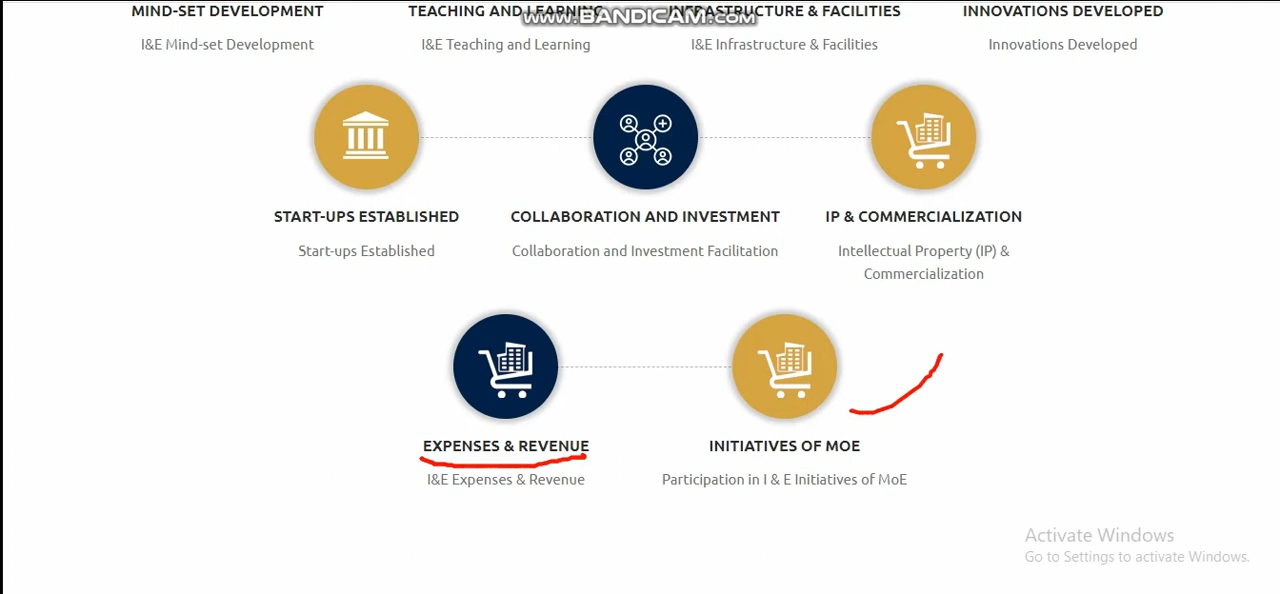 www.BANDICAM.com
MIND-SET DEVELOPMENT
TEACHING AND LEARNING
INFRASTRUCTURE & FACILITIES
INNOVATIONS DEVELOPED
I&E Mind-set Development
I&E Teaching and Learning
I&E Infrastructure & Facilities
Innovations Developed
START-UPS ESTABLISHED
COLLABORATION AND INVESTMENT
IP & COMMERCIALIZATION
Start-ups Established
Collaboration and Investment Facilitation
Intellectual Property (IP) &
Commercialization
EXPENSES & REVENUE
INITIATIVES OF MOE
I&E Expenses & Revenue
Participation in I & E Initiatives of MoE
Activate Windows
Go to Settings to activate Windows.